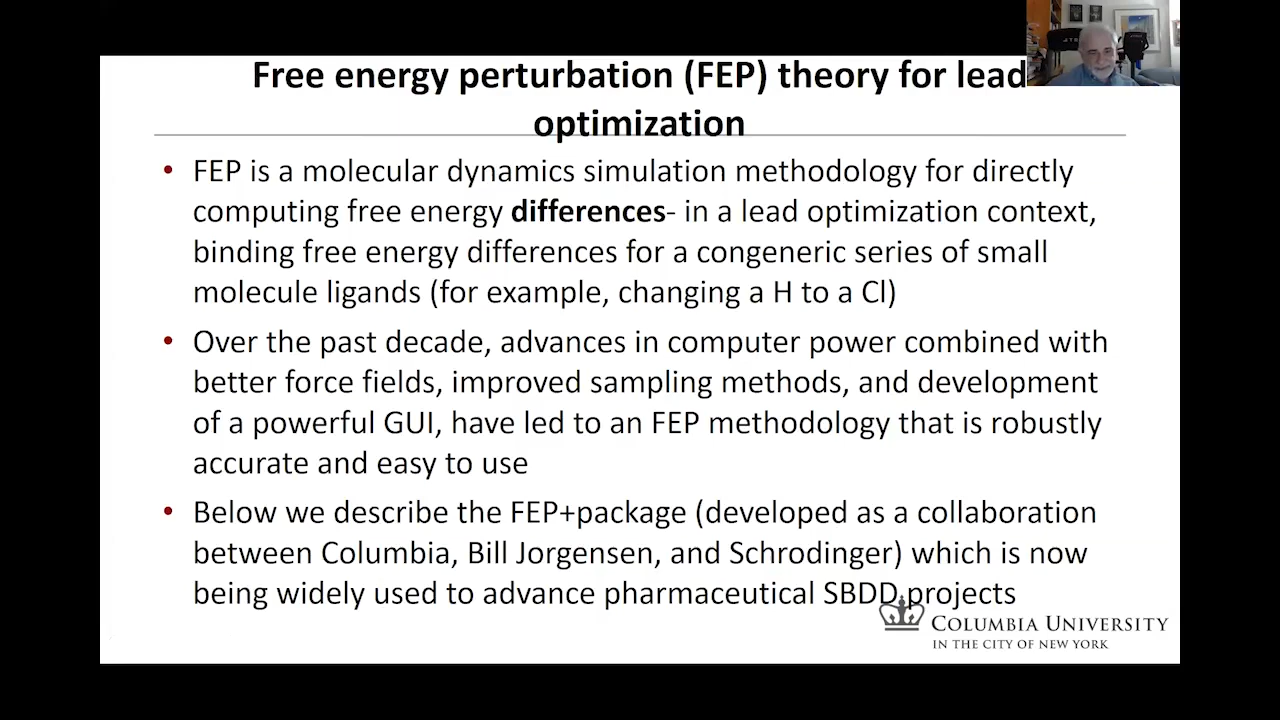 Free energy perturbation (FEP) theory for lead
optimization
• FEP is a molecular dynamics simulation methodology for directly
computing free energy differences- in a lead optimization context,
binding free energy differences for a congeneric series of small
molecule ligands (for example, changing a H to a Cl)
• Over the past decade, advances in computer power combined with
better force fields, improved sampling methods, and development
of a powerful GUI, have led to an FEP methodology that is robustly
accurate and easy to use
• Below we describe the FEP+package (developed as a collaboration
between Columbia, Bill Jorgensen, and Schrodinger) which is now
being widely used to advance pharmaceutical SBDD projects
COLUMBIA UNIVERSITY
IN THE CITY OF NEW YORK